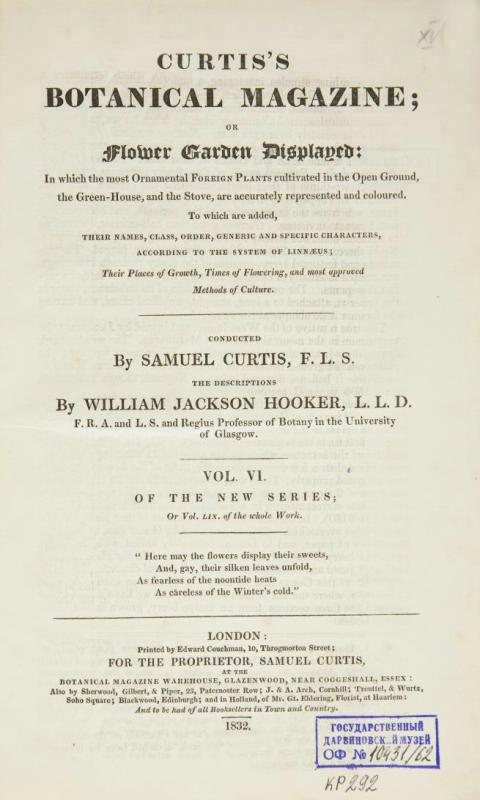 XV
CURTIS'S
BOTANICAL MAGAZINE;
OR
Flower Garden Displayed:
In which the most Ornamental FOREIGN PLANTS cultivated in the Open Ground,
the Green-House, and the Stove, are accurately represented and coloured.
To which are added,
THEIR NAMES, CLASS, ORDER, GENERIC AND SPECIFIC CHARACTERS,
ACCORDING TO THE SYSTEM OF LINNÆUS;
Their Places of Growth, Times of Flowering, and most approved
Methods of Culture.
CONDUCTED
By SAMUEL CURTIS, F. L. S.
THE DESCRIPTIONS
By WILLIAM JACKSON HOOKER, L. L. D.
F. R. A. and L. S. and Regius Professor of Botany in the University
of Glasgow.
VOL. VI.
OF THE NEW SERIES;
Or Vol. LIX. of the whole Work.
" Here may the flowers display their sweets,
And, gay, their silken leaves unfold,
As fearless of the noontide heats
As careless of the Winter's cold."
LONDON:
Printed by Edward Couchman, 10, Throgmorton Street;
FOR THE PROPRIETOR, SAMUEL CURTIS,
AT THE
BOTANICAL MAGAZINE WAREHOUSE, GLAZENWOOD, NEAR COGGESHALL, ESSEX:
Also by Sherwood, Gilbert, & Piper, 23, Paternoster Row; J. & A. Arch, Cornhill; Treuttel, & Wurtz,
Soho Square; Blackwood, Edinburgh; and in Holland, of Mr. Gt. Eldering, Florist, at Haarlem:
And to be had of all Booksellers in Town and Country.
1832.
ГОСУДАРСТВЕННЫЙ
ДАРВИНОВСК..Й МУЗЕЙ
ОФ № 10431/62
КР 292